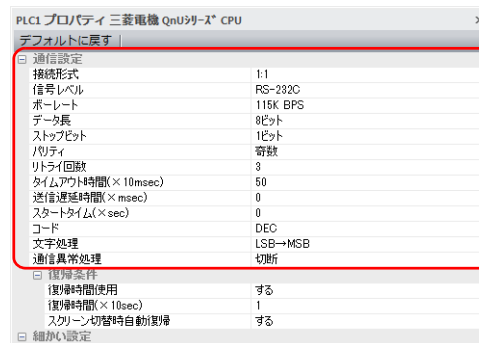 PLC1 プロパティ 三菱電機 QnUｼﾘｰｽﾞ CPU
デフォルトに戻す
通信設定
接続形式 1:1
信号レベル RS-232C
ボーレート 115K BPS
データ長 8ビット
ストップビット 1ビット
パリティ 奇数
リトライ回数 3
タイムアウト時間(×10msec) 50
送信遅延時間(×msec) 0
スタートタイム(×sec) 0
コード DEC
文字処理 LSB→MSB
通信異常処理 切断
復帰条件
復帰時間使用 する
復帰時間(×10sec) 1
スクリーン切替時自動復帰 する
細かい設定